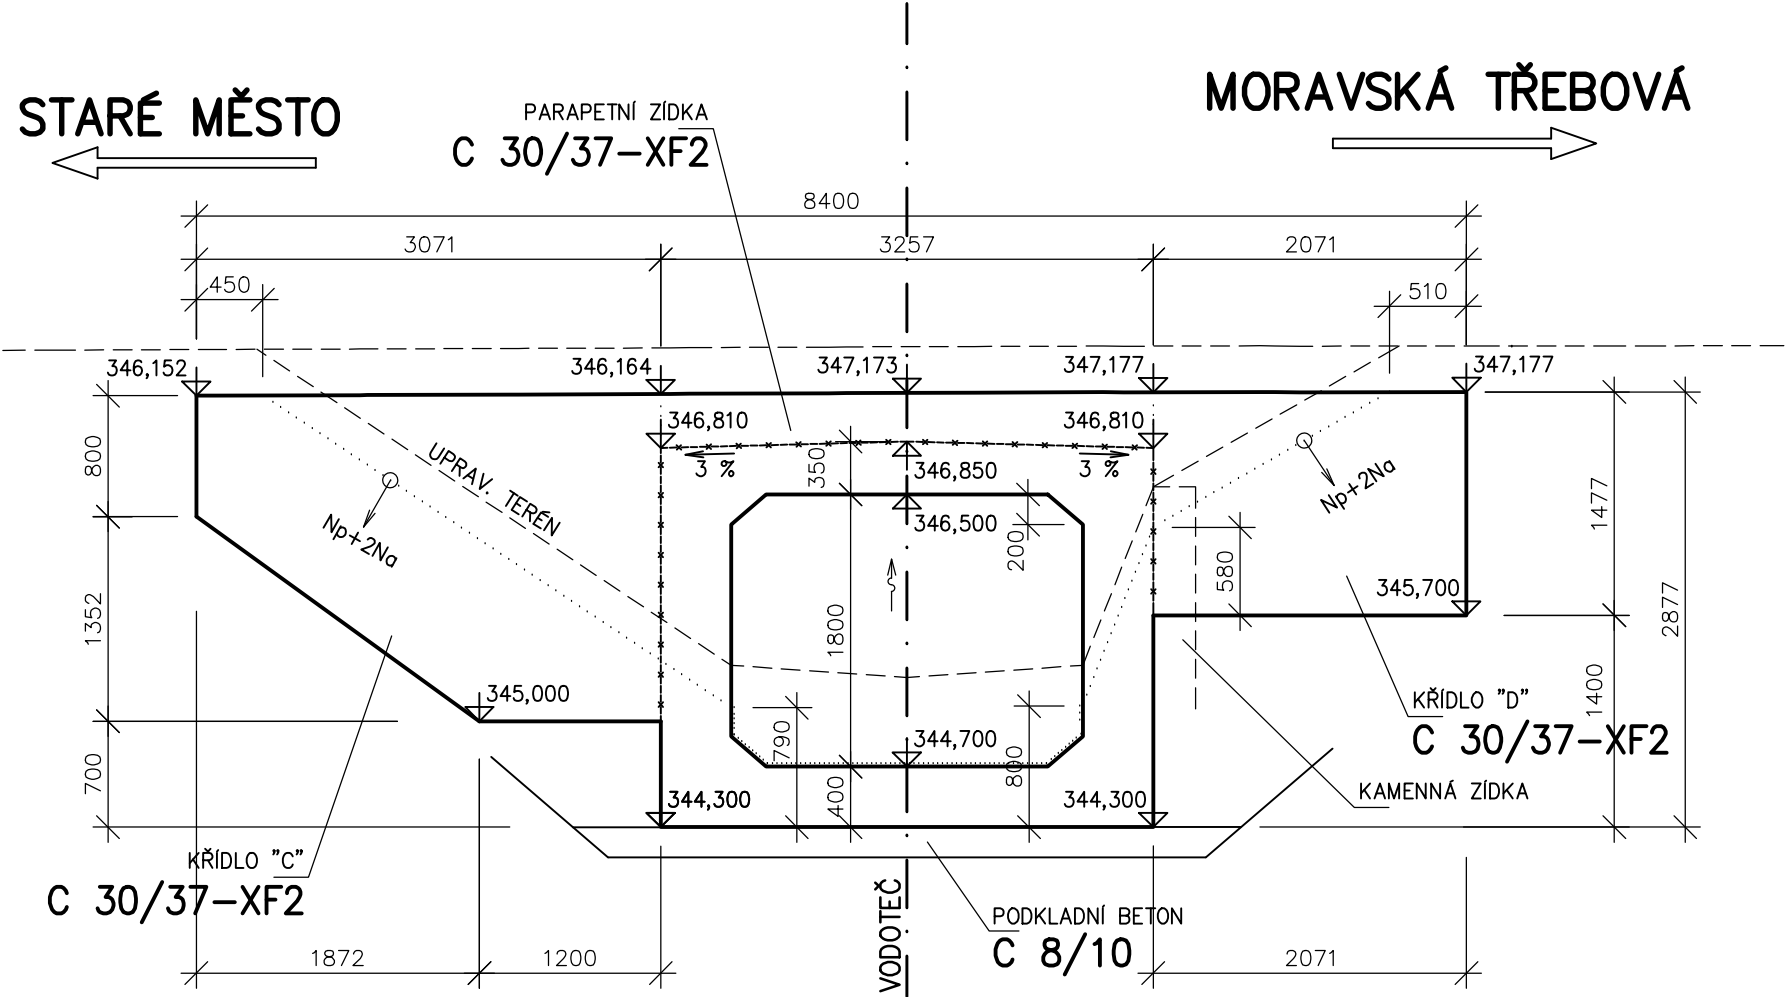 STARÉ MĚSTO
MORAVSKÁ TŘEBOVÁ
PARAPETNÍ ZÍDKA
C 30/37-XF2
8400
3071
3257
2071
450
510
346,152
346,164
347,173
347,177
347,177
346,810
346,810
3 %
3 %
350
346,850
346,500
200
UPRAV. TERÉN
Np+2Na
Np+2Na
800
1352
700
1800
580
1477
1400
2877
345,700
345,000
790
344,700
800
400
344,300
344,300
KŘÍDLO "D"
C 30/37-XF2
KAMENNÁ ZÍDKA
KŘÍDLO "C"
C 30/37-XF2
PODKLADNÍ BETON
C 8/10
VODOTEČ
1872
1200
2071